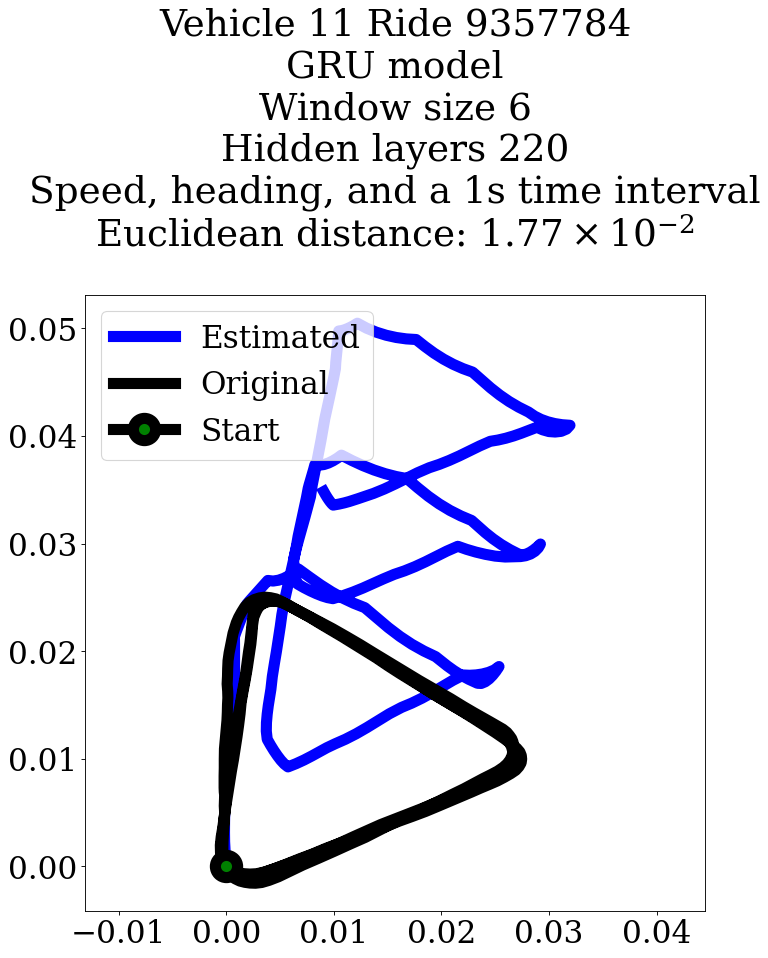 Vehicle 11 Ride 9357784
GRU model
Window size 6
Hidden layers 220
Speed, heading, and a 1s time interval
Euclidean distance: 1.77 × 10⁻²
Estimated
Original
Start
0.05
0.04
0.03
0.02
0.01
0.00
−0.01 0.00 0.01 0.02 0.03 0.04